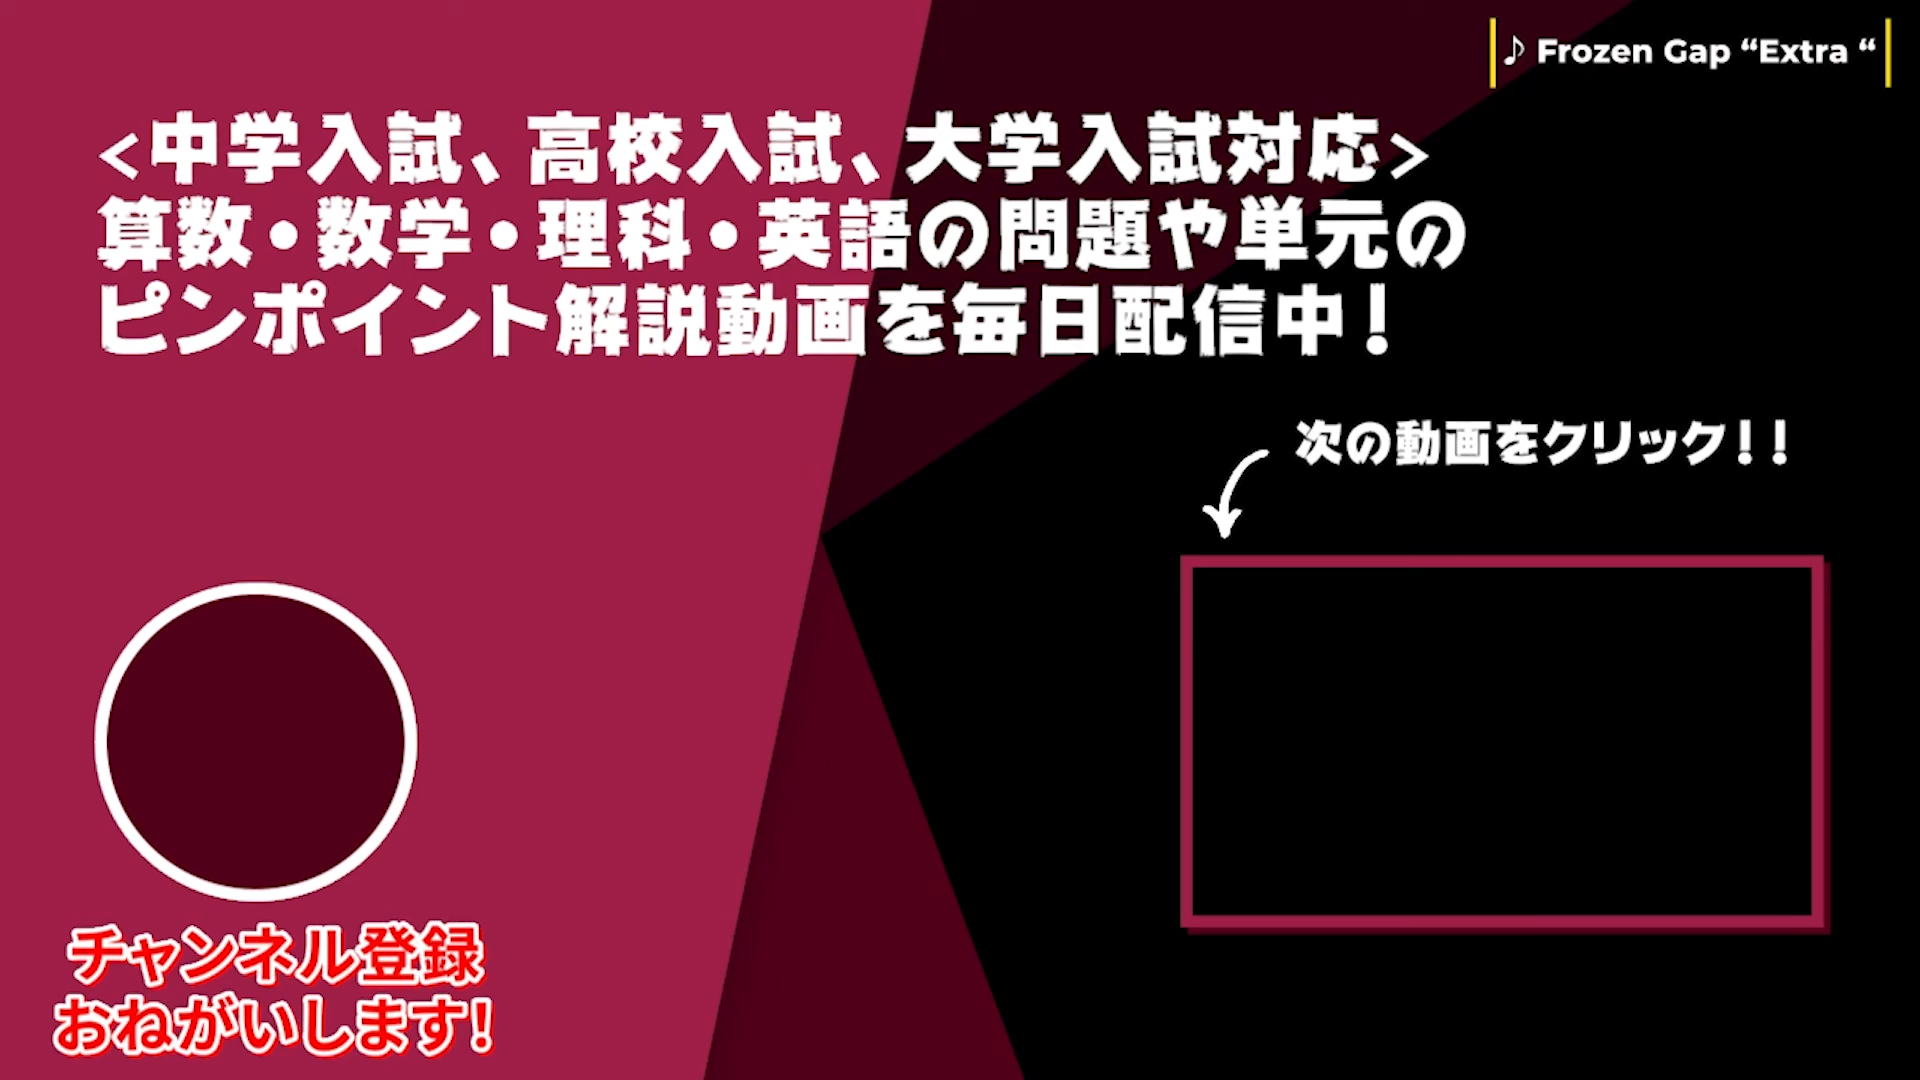 ♪ Frozen Gap “Extra “
<中学入試、高校入試、大学入試対応>
算数・数学・理科・英語の問題や単元の
ピンポイント解説動画を毎日配信中！
次の動画をクリック！！
チャンネル登録
おねがいします！